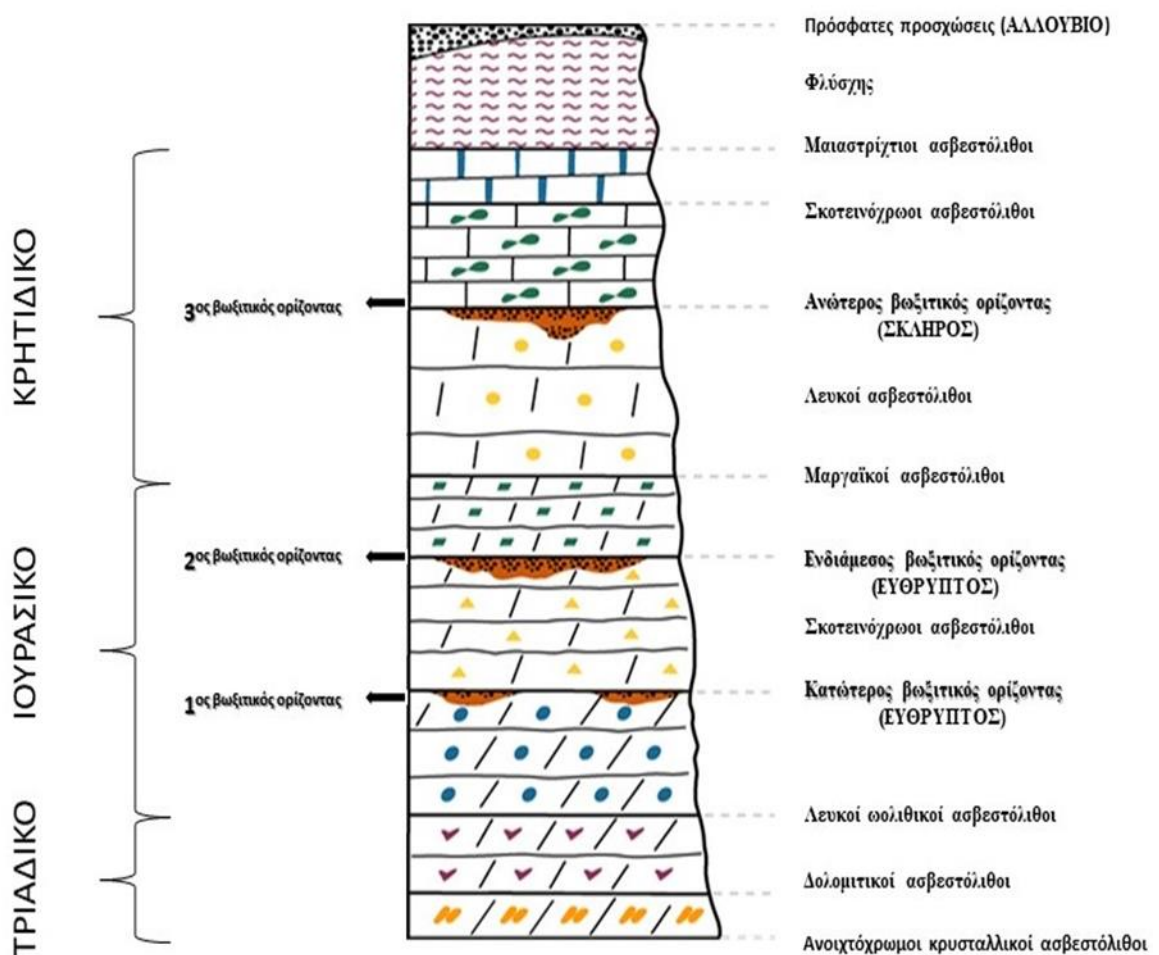 Πρόσφατες προσχώσεις (ΑΛΛΟΥΒΙΟ)
Φλύσχης
Μαιαστρίχτιοι ασβεστόλιθοι
Σκοτεινόχρωοι ασβεστόλιθοι
ΚΡΗΤΙΔΙΚΟ
3ος βωξιτικός ορίζοντας
Ανώτερος βωξιτικός ορίζοντας
(ΣΚΛΗΡΟΣ)
Λευκοί ασβεστόλιθοι
Μαργαϊκοί ασβεστόλιθοι
ΙΟΥΡΑΣΙΚΟ
2ος βωξιτικός ορίζοντας
Ενδιάμεσος βωξιτικός ορίζοντας
(ΕΥΘΡΥΠΤΟΣ)
Σκοτεινόχρωοι ασβεστόλιθοι
1ος βωξιτικός ορίζοντας
Κατώτερος βωξιτικός ορίζοντας
(ΕΥΘΡΥΠΤΟΣ)
Λευκοί ωολιθικοί ασβεστόλιθοι
ΤΡΙΑΔΙΚΟ
Δολομιτικοί ασβεστόλιθοι
Ανοιχτόχρωμοι κρυσταλλικοί ασβεστόλιθοι